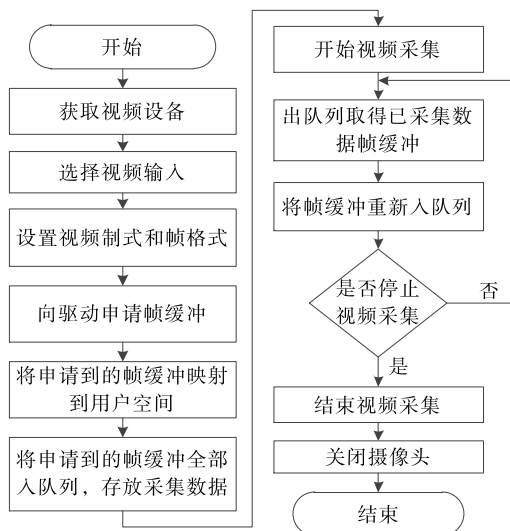 开始
获取视频设备
选择视频输入
设置视频制式和帧格式
向驱动申请帧缓冲
将申请到的帧缓冲映射
到用户空间
将申请到的帧缓冲全部
入队列，存放采集数据
开始视频采集
出队列取得已采集数
据帧缓冲
将帧缓冲重新入队列
是否停止
视频采集
否
是
结束视频采集
关闭摄像头
结束